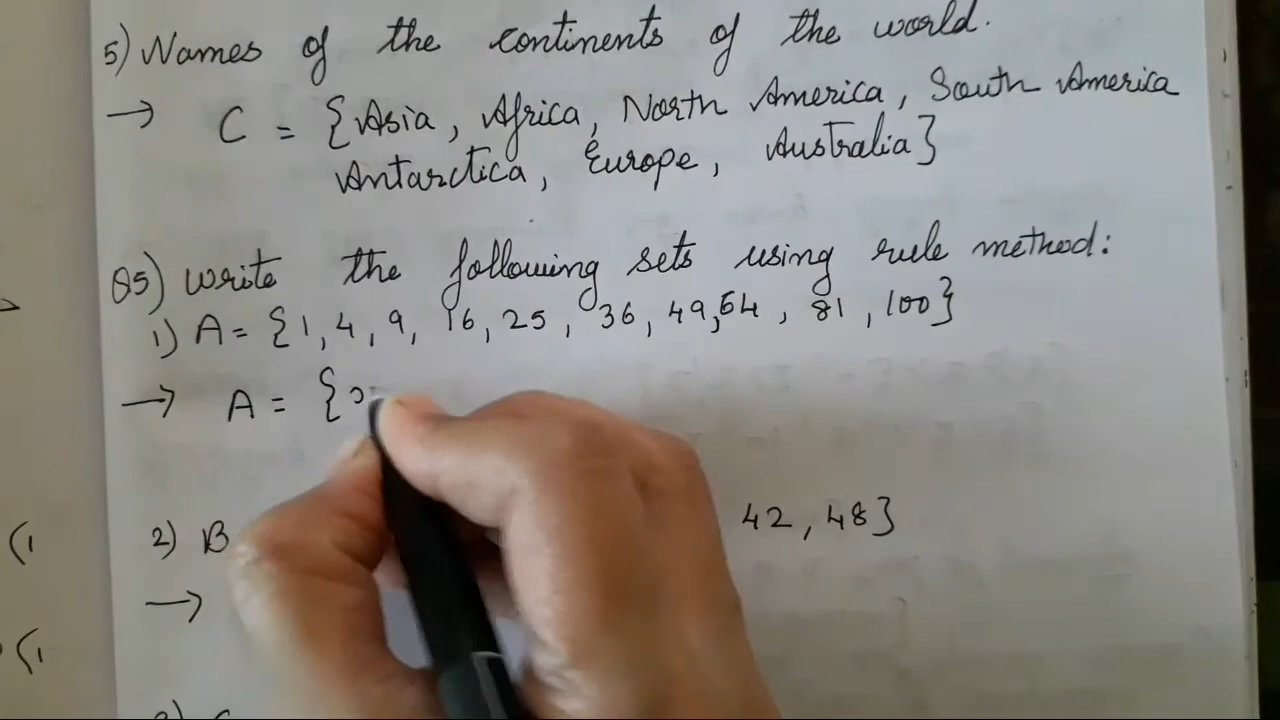 5) Names of the continents of the world.
→ C = {Asia, Africa, North America, South America
Antarctica, Europe, Australia}
Q5) Write the following sets using rule method:
1) A = {1, 4, 9, 16, 25, 36, 49, 64, 81, 100}
→ A = {
2) B 42, 48}
→